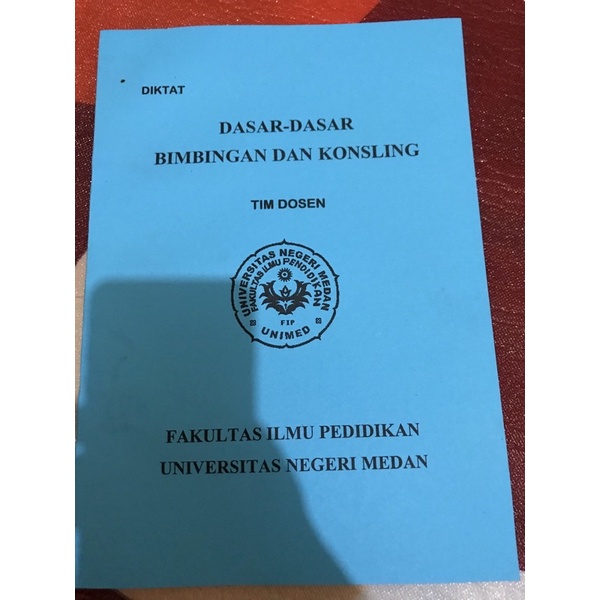 DIKTAT
DASAR-DASAR
BIMBINGAN DAN KONSLING
TIM DOSEN
UNIVERSITAS NEGERI MEDAN
FAKULTAS ILMU PENDIDIKAN
FIP
UNIMED
FAKULTAS ILMU PEDIDIKAN
UNIVERSITAS NEGERI MEDAN